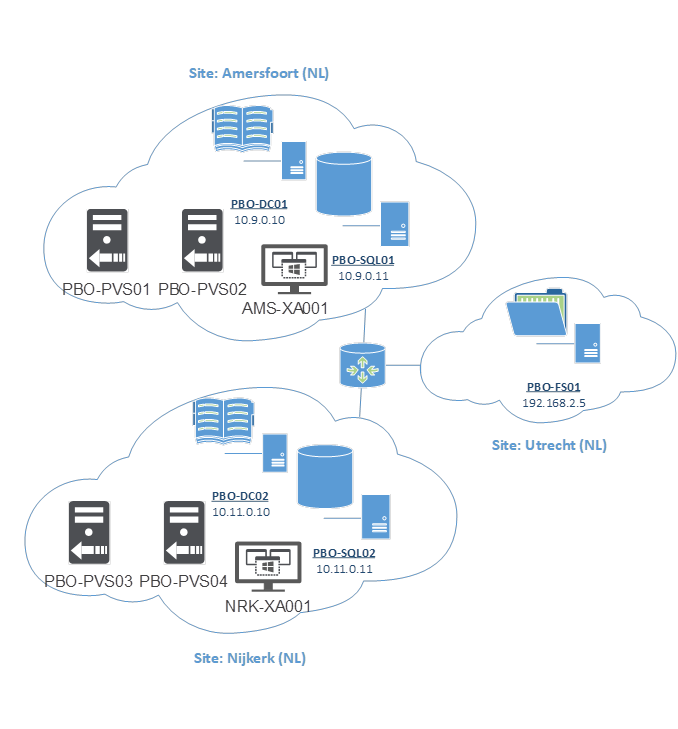 Site: Amersfoort (NL)
PBO-DC01
10.9.0.10
PBO-SQL01
10.9.0.11
PBO-PVS01
PBO-PVS02
AMS-XA001
PBO-FS01
192.168.2.5
Site: Utrecht (NL)
PBO-DC02
10.11.0.10
PBO-SQL02
10.11.0.11
PBO-PVS03
PBO-PVS04
NRK-XA001
Site: Nijkerk (NL)